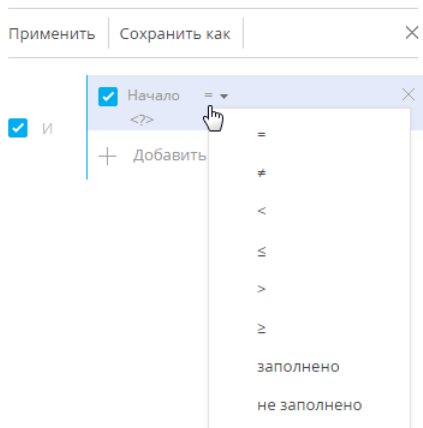 Применить Сохранить как
Начало =
<?>
И
Добавить
=
≠
<
≤
>
≥
заполнено
не заполнено